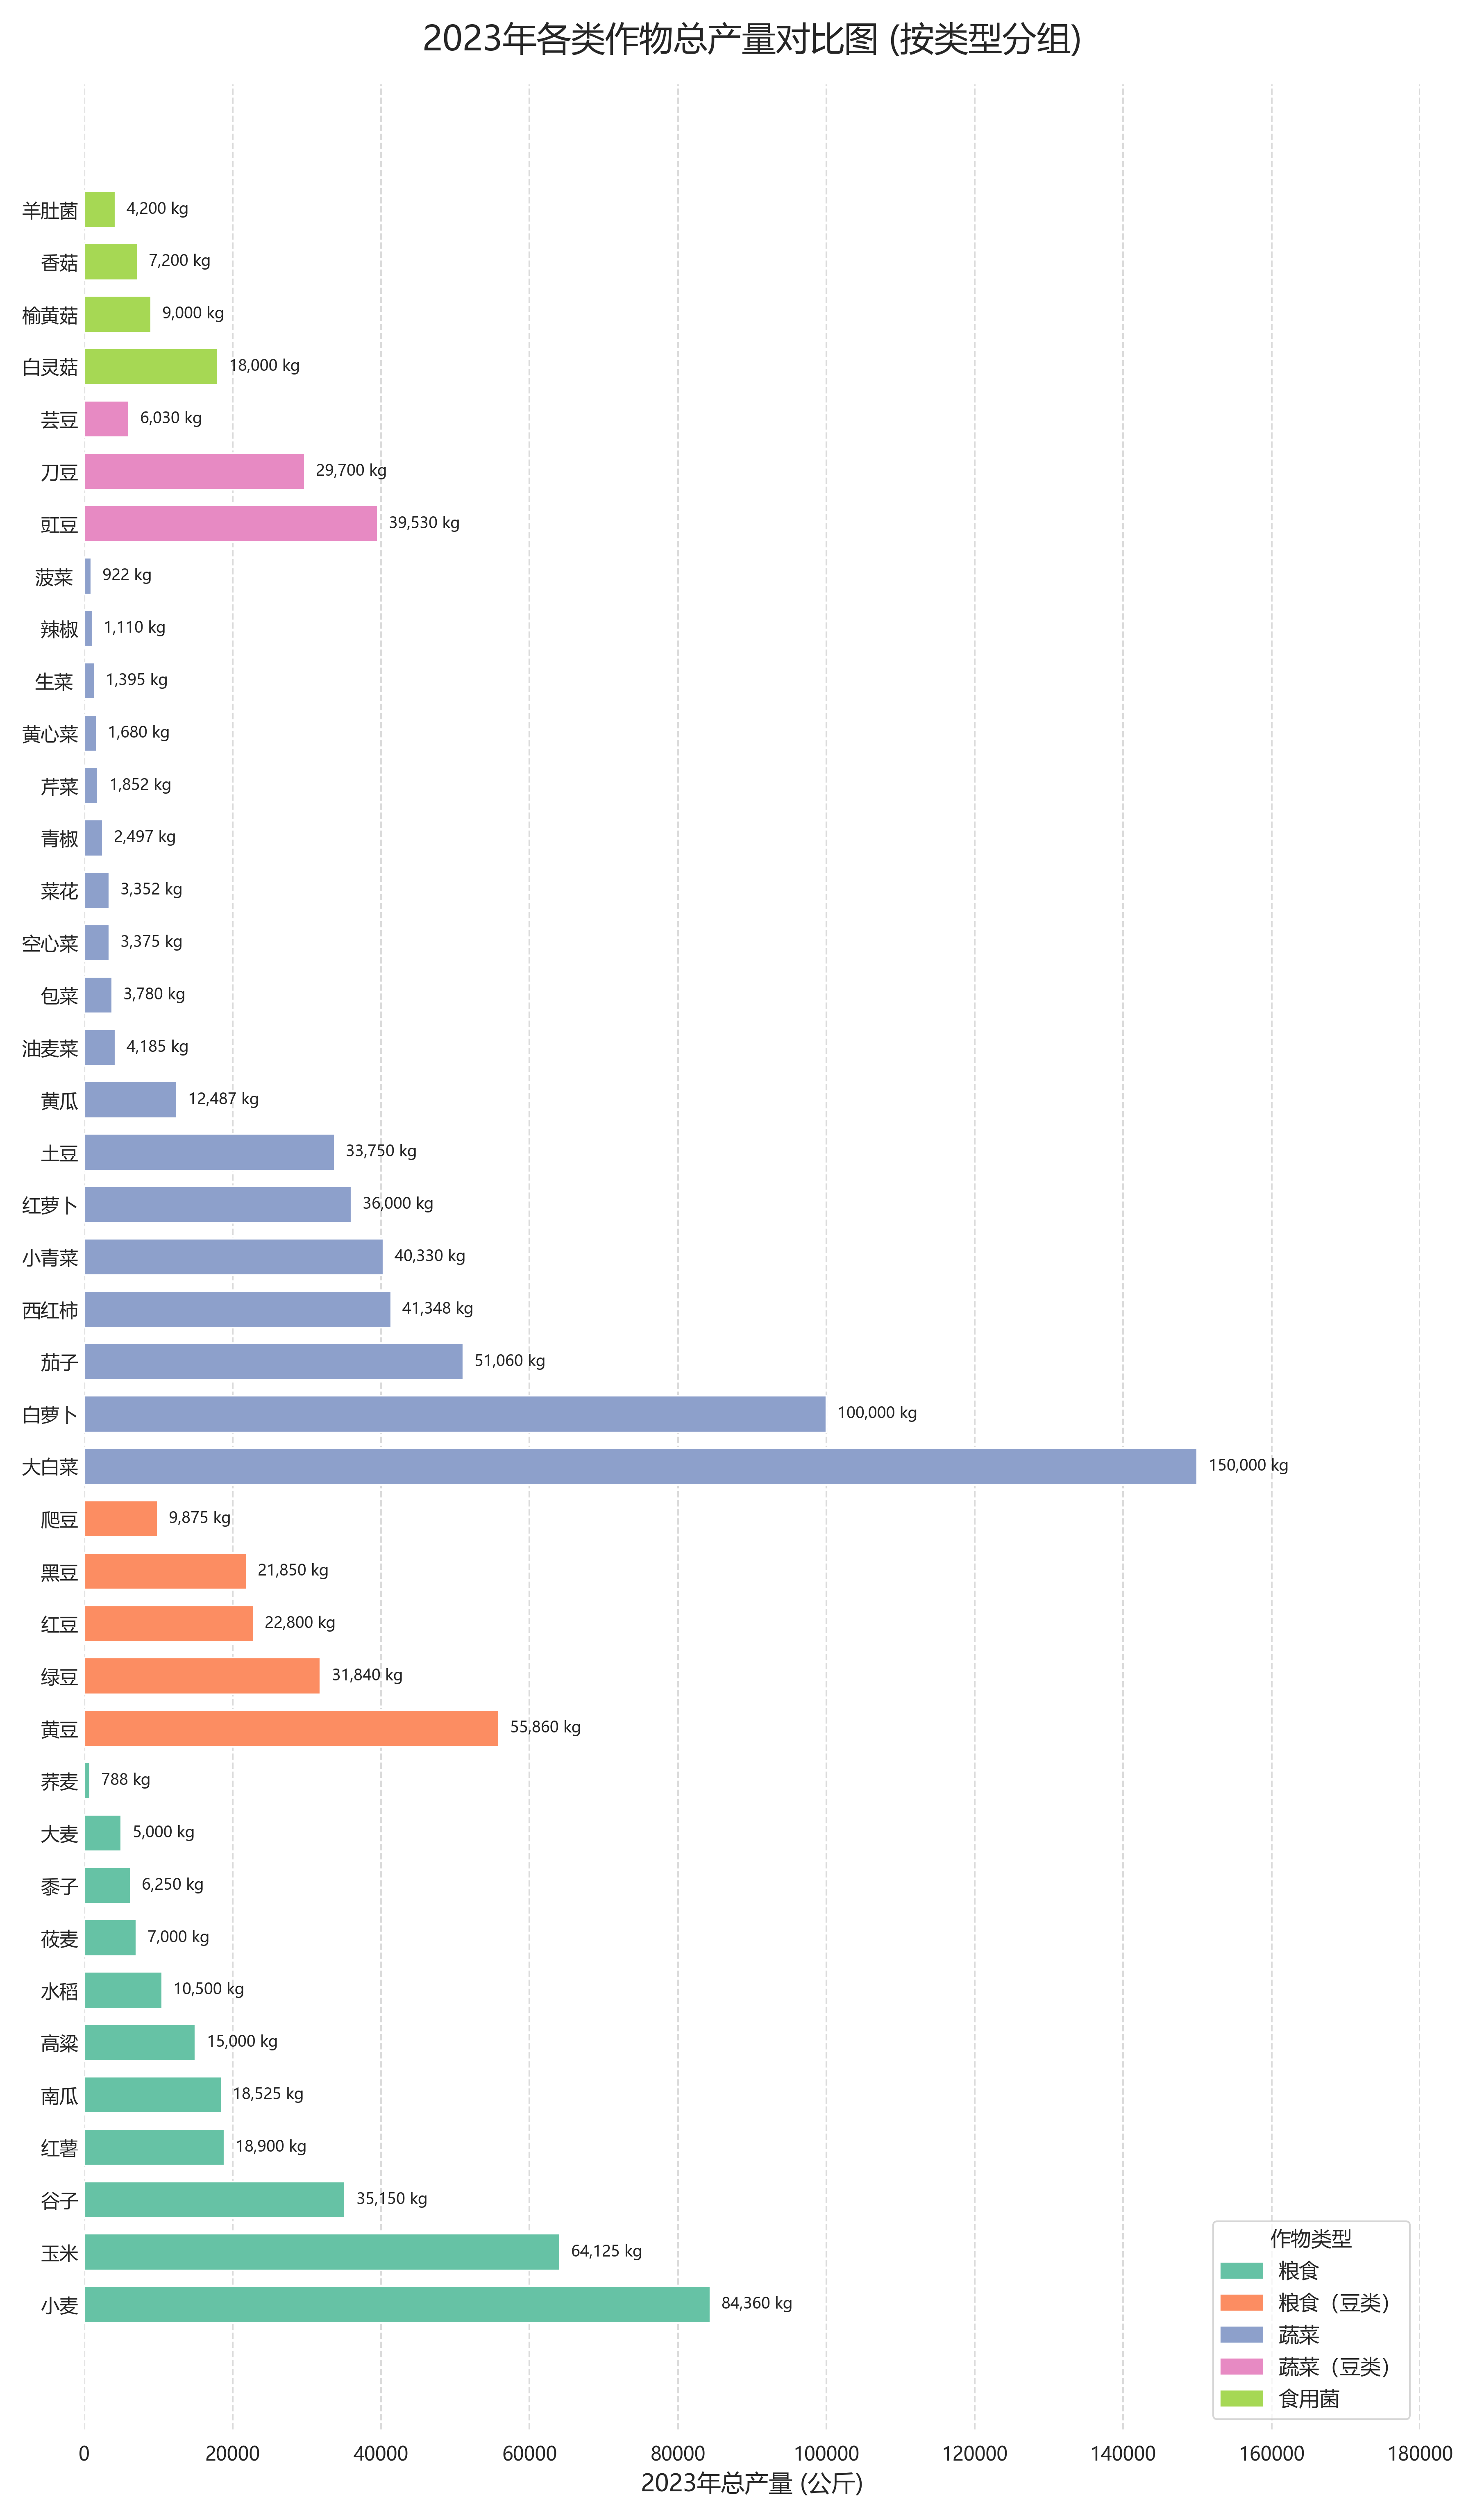 2023年各类作物总产量对比图 (按类型分组)
羊肚菌 4,200 kg
香菇 7,200 kg
榆黄菇 9,000 kg
白灵菇 18,000 kg
芸豆 6,030 kg
刀豆 29,700 kg
豇豆 39,530 kg
菠菜 922 kg
辣椒 1,110 kg
生菜 1,395 kg
黄心菜 1,680 kg
芹菜 1,852 kg
青椒 2,497 kg
菜花 3,352 kg
空心菜 3,375 kg
包菜 3,780 kg
油麦菜 4,185 kg
黄瓜 12,487 kg
土豆 33,750 kg
红萝卜 36,000 kg
小青菜 40,330 kg
西红柿 41,348 kg
茄子 51,060 kg
白萝卜 100,000 kg
大白菜 150,000 kg
爬豆 9,875 kg
黑豆 21,850 kg
红豆 22,800 kg
绿豆 31,840 kg
黄豆 55,860 kg
荞麦 788 kg
大麦 5,000 kg
黍子 6,250 kg
莜麦 7,000 kg
水稻 10,500 kg
高粱 15,000 kg
南瓜 18,525 kg
红薯 18,900 kg
谷子 35,150 kg
玉米 64,125 kg
小麦 84,360 kg
作物类型
粮食
粮食（豆类）
蔬菜
蔬菜（豆类）
食用菌
0 20000 40000 60000 80000 100000 120000 140000 160000 180000
2023年总产量 (公斤)